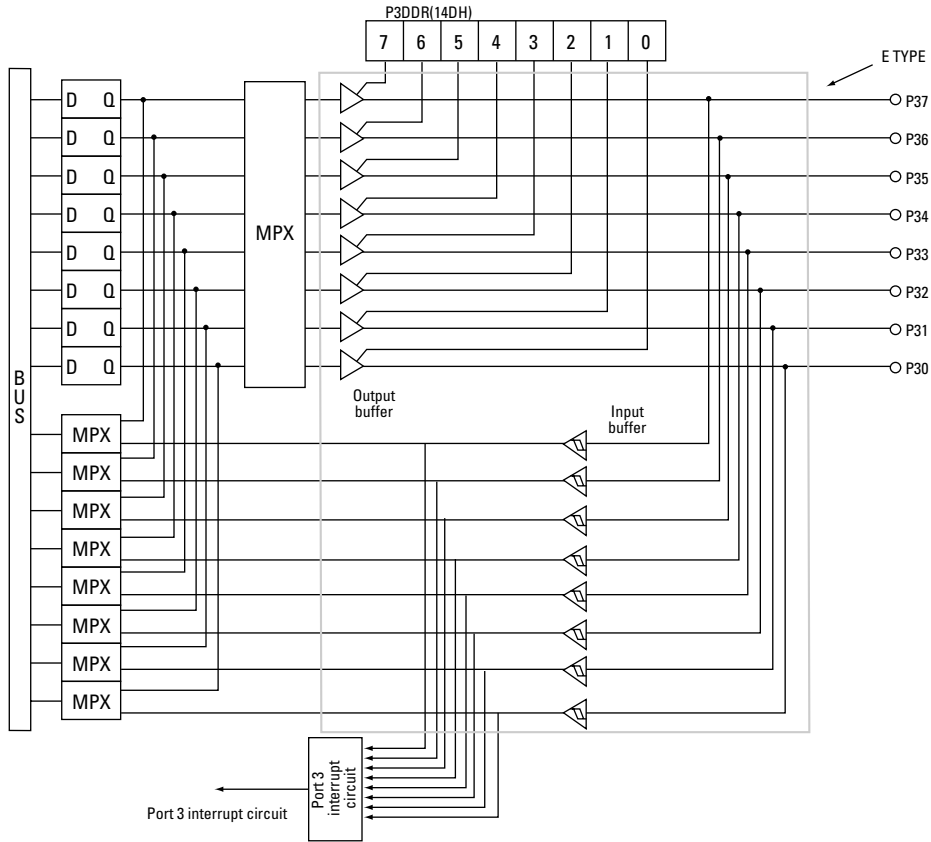 P3DDR(14DH)
7 6 5 4 3 2 1 0
E TYPE
D Q
D Q
D Q
D Q
D Q
D Q
D Q
D Q
MPX
P37
P36
P35
P34
P33
P32
P31
P30
BUS
Output
buffer
Input
buffer
MPX
MPX
MPX
MPX
MPX
MPX
MPX
MPX
Port 3
interrupt
circuit
Port 3 interrupt circuit